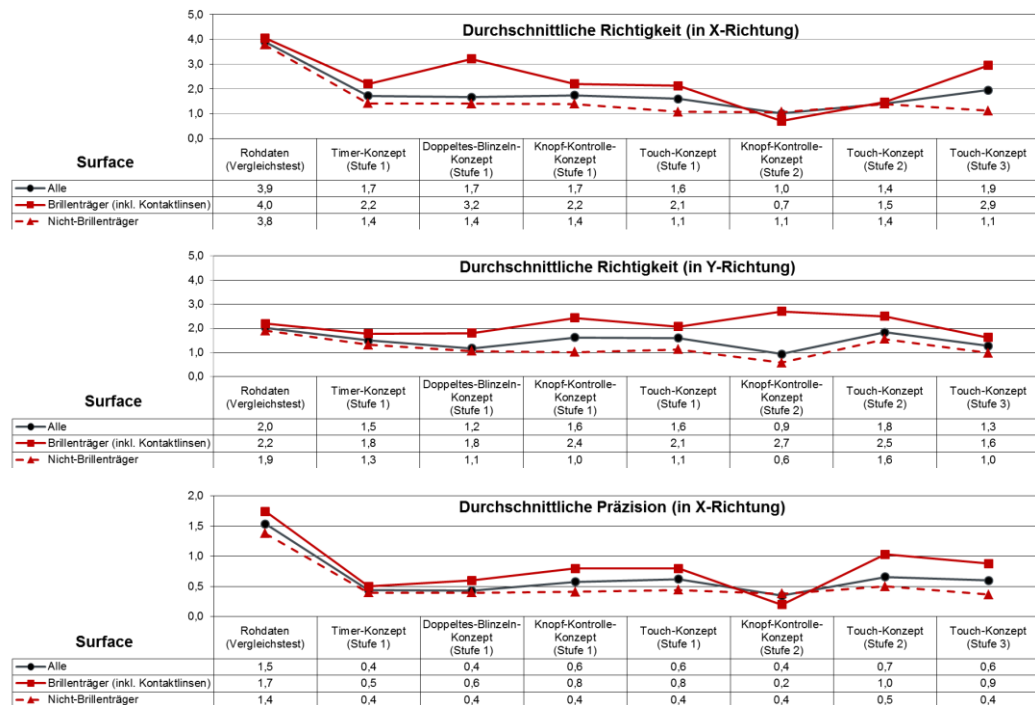 Durchschnittliche Richtigkeit (in X-Richtung)
5,0
4,0
3,0
2,0
1,0
0,0
Surface
Rohdaten (Vergleichstest)
Timer-Konzept (Stufe 1)
Doppeltes-Blinzeln-Konzept (Stufe 1)
Knopf-Kontrolle-Konzept (Stufe 1)
Touch-Konzept (Stufe 1)
Knopf-Kontrolle-Konzept (Stufe 2)
Touch-Konzept (Stufe 2)
Touch-Konzept (Stufe 3)
Alle 3,9 1,7 1,7 1,7 1,6 1,0 1,4 1,9
Brillenträger (inkl. Kontaktlinsen) 4,0 2,2 3,2 2,2 2,1 0,7 1,5 2,9
Nicht-Brillenträger 3,8 1,4 1,4 1,4 1,1 1,1 1,4 1,1
Durchschnittliche Richtigkeit (in Y-Richtung)
5,0
4,0
3,0
2,0
1,0
0,0
Surface
Rohdaten (Vergleichstest)
Timer-Konzept (Stufe 1)
Doppeltes-Blinzeln-Konzept (Stufe 1)
Knopf-Kontrolle-Konzept (Stufe 1)
Touch-Konzept (Stufe 1)
Knopf-Kontrolle-Konzept (Stufe 2)
Touch-Konzept (Stufe 2)
Touch-Konzept (Stufe 3)
Alle 2,0 1,5 1,2 1,6 1,6 0,9 1,8 1,3
Brillenträger (inkl. Kontaktlinsen) 2,2 1,8 1,8 2,4 2,1 2,7 2,5 1,6
Nicht-Brillenträger 1,9 1,3 1,1 1,0 1,1 0,6 1,6 1,0
Durchschnittliche Präzision (in X-Richtung)
2,0
1,5
1,0
0,5
0,0
Surface
Rohdaten (Vergleichstest)
Timer-Konzept (Stufe 1)
Doppeltes-Blinzeln-Konzept (Stufe 1)
Knopf-Kontrolle-Konzept (Stufe 1)
Touch-Konzept (Stufe 1)
Knopf-Kontrolle-Konzept (Stufe 2)
Touch-Konzept (Stufe 2)
Touch-Konzept (Stufe 3)
Alle 1,5 0,4 0,4 0,6 0,6 0,4 0,7 0,6
Brillenträger (inkl. Kontaktlinsen) 1,7 0,5 0,6 0,8 0,8 0,2 1,0 0,9
Nicht-Brillenträger 1,4 0,4 0,4 0,4 0,4 0,4 0,5 0,4